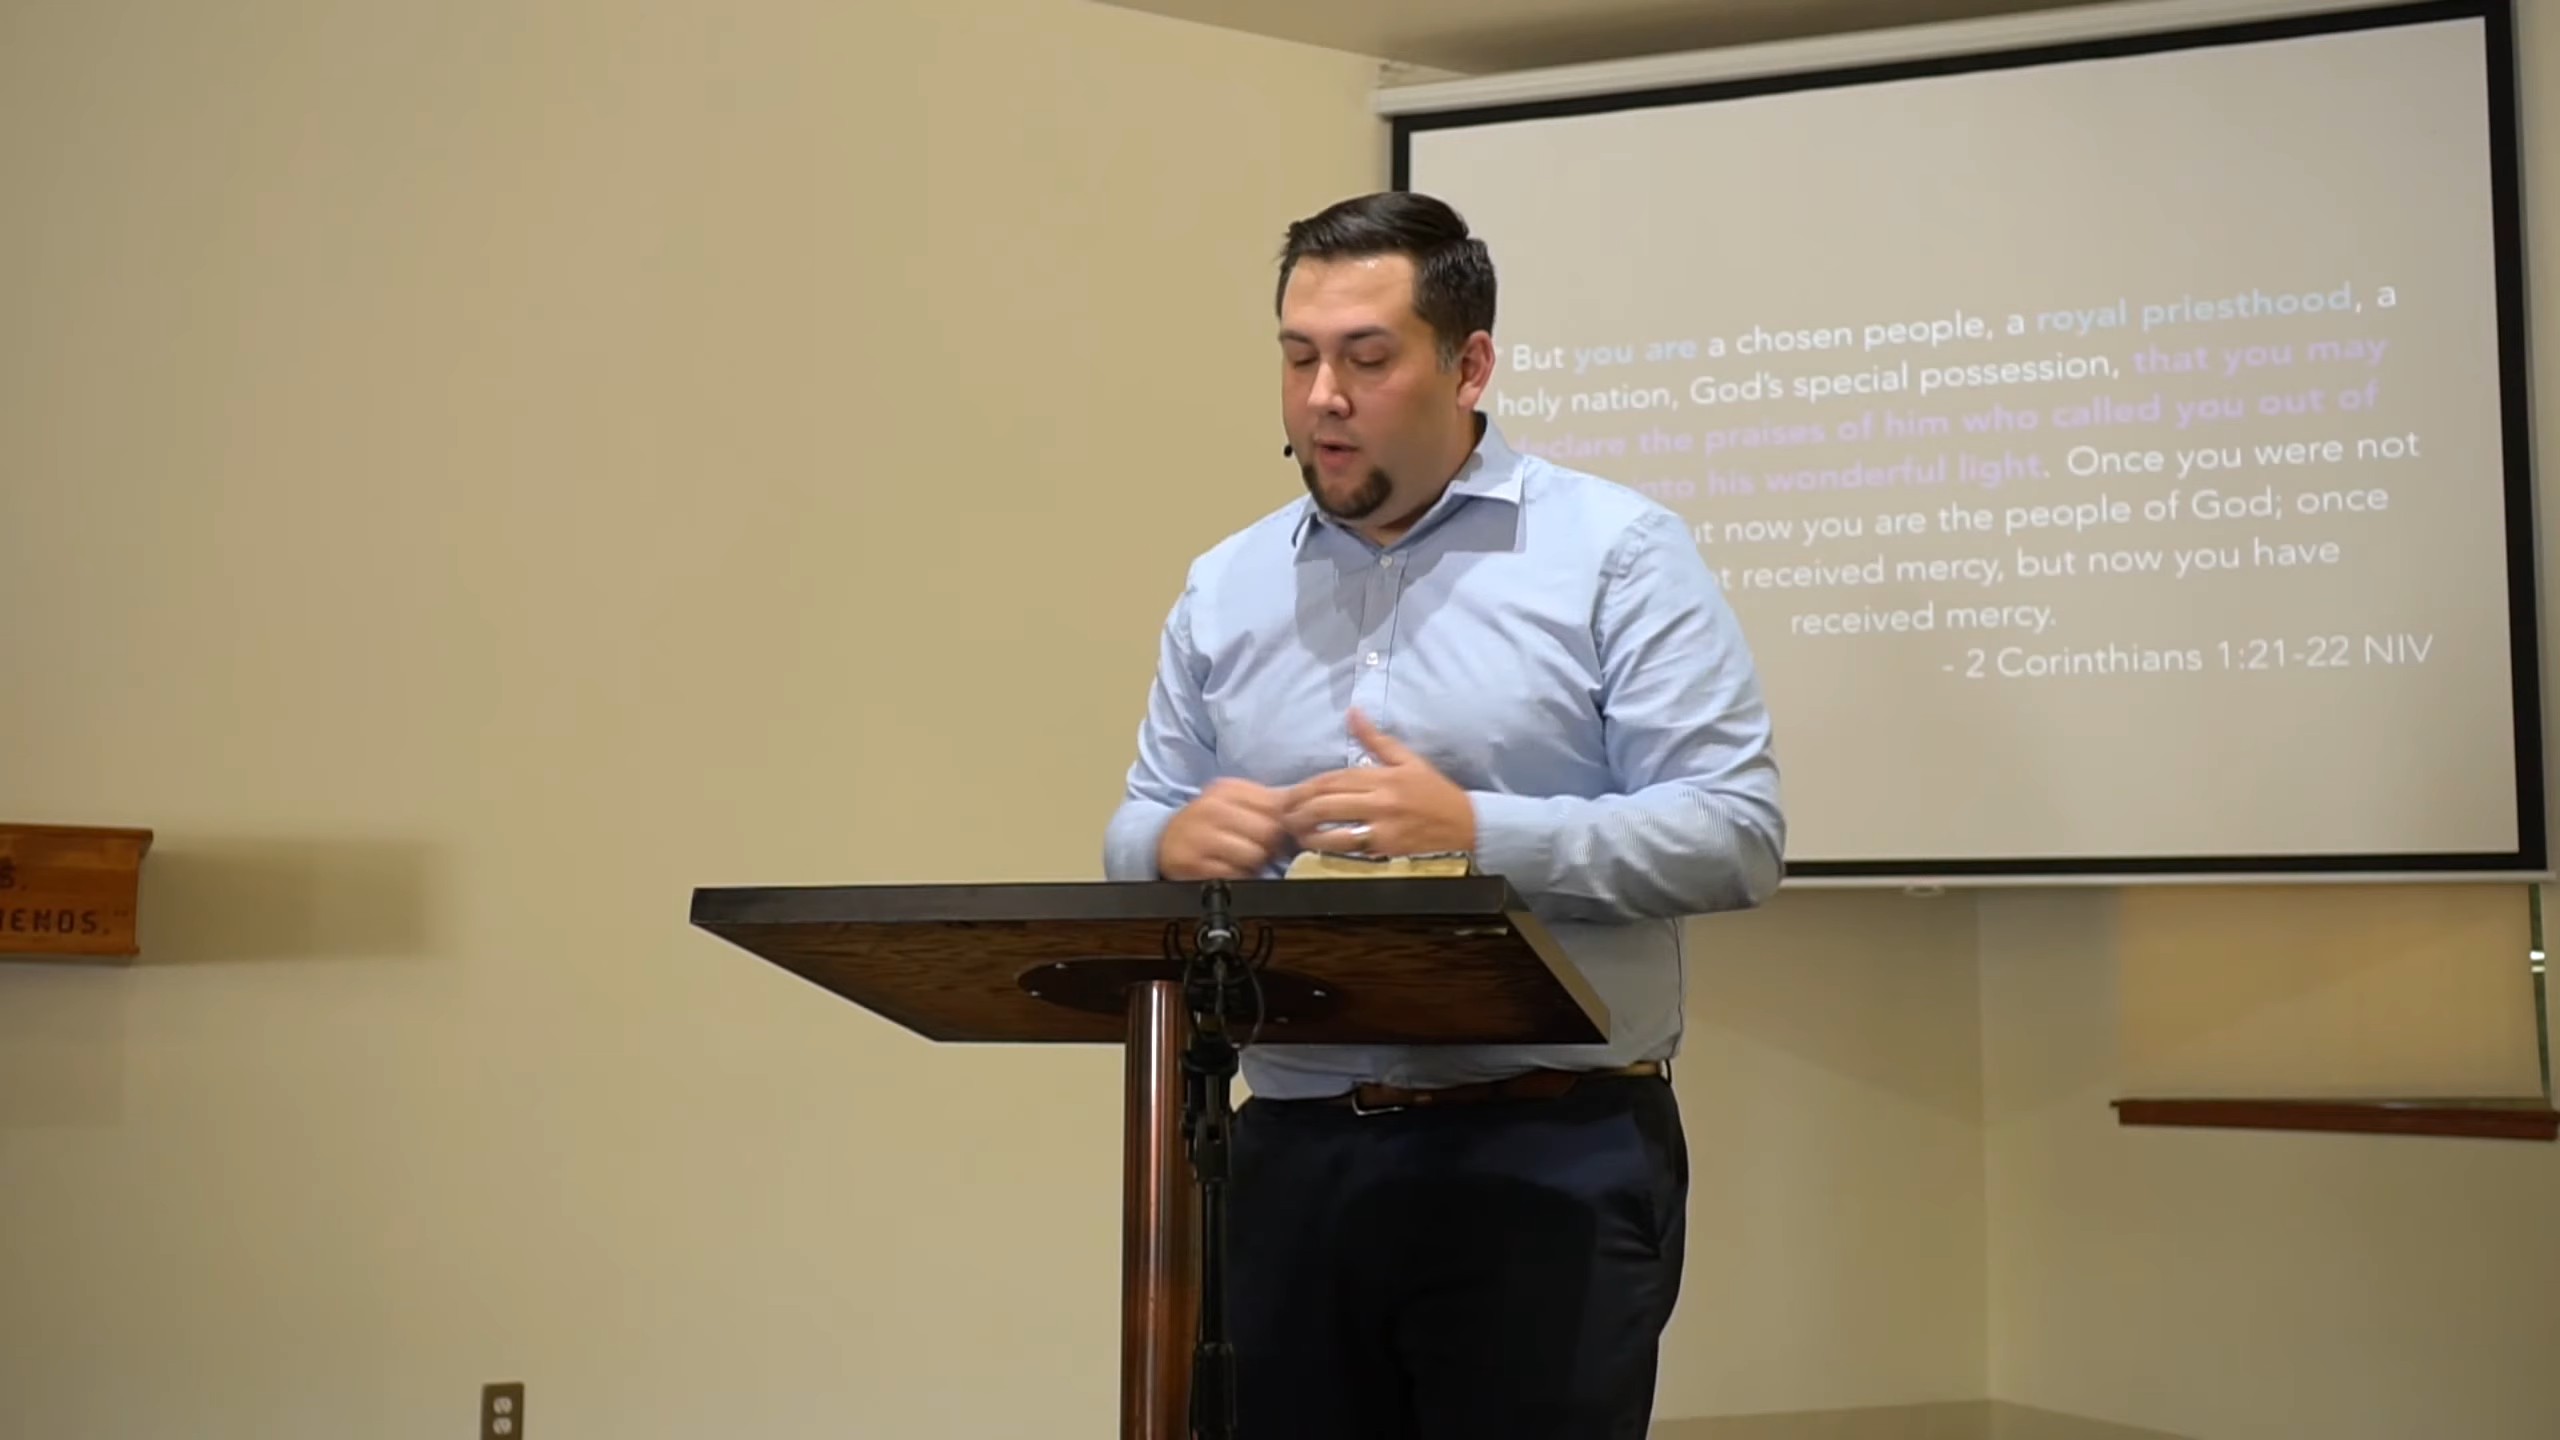 But you are a chosen people, a royal priesthood, a
holy nation, God's special possession, that you may
declare the praises of him who called you out of
into his wonderful light. Once you were not
now you are the people of God; once
received mercy, but now you have
received mercy.
- 2 Corinthians 1:21-22 NIV